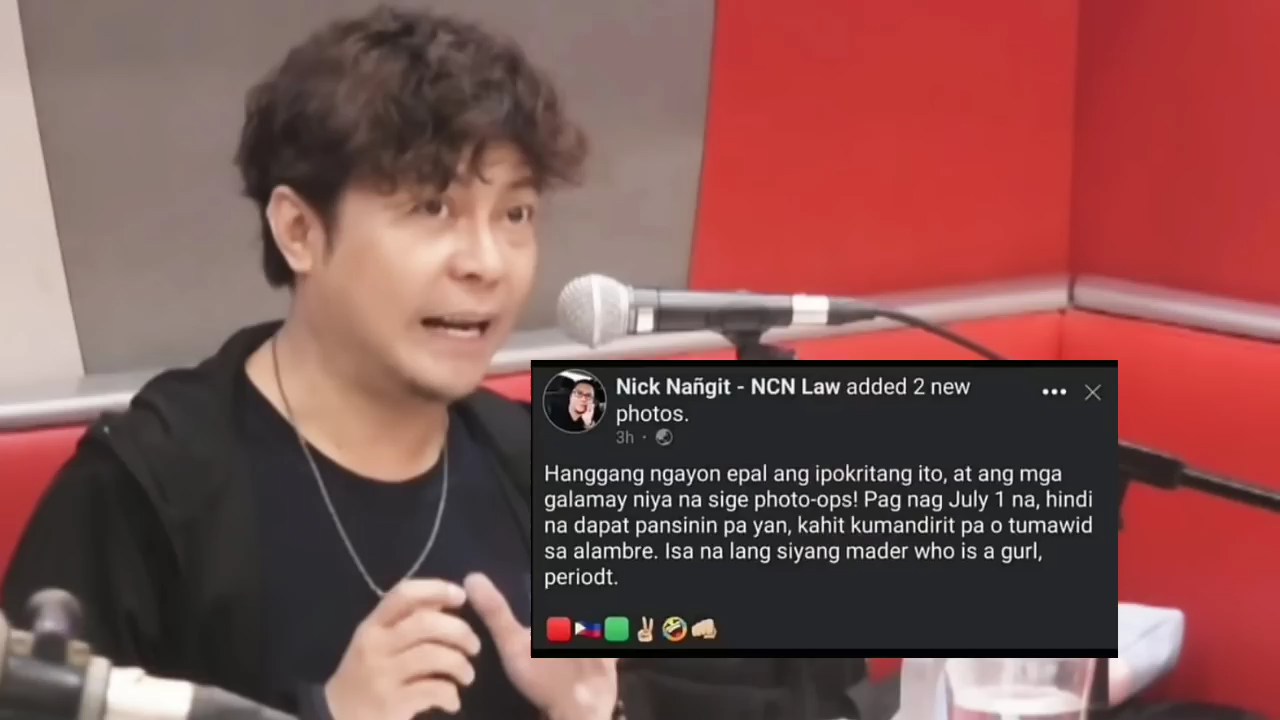 Nick Nañgit - NCN Law added 2 new
photos.
3h ·
Hanggang ngayon epal ang ipokritang ito, at ang mga
galamay niya na sige photo-ops! Pag nag July 1 na, hindi
na dapat pansinin pa yan, kahit kumandirit pa o tumawid
sa alambre. Isa na lang siyang mader who is a gurl,
periodt.
🟥🇵🇭🟩✌🏼🤣👊🏼